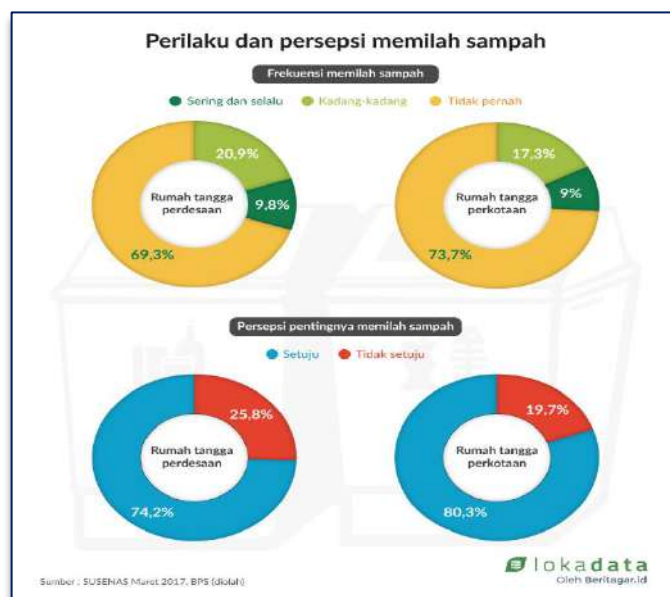 Perilaku dan persepsi memilah sampah
Frekuensi memilah sampah
Sering dan selalu Kadang-kadang Tidak pernah
20,9%
9,8%
69,3%
Rumah tangga
perdesaan
17,3%
9%
73,7%
Rumah tangga
perkotaan
Persepsi pentingnya memilah sampah
Setuju Tidak setuju
25,8%
74,2%
Rumah tangga
perdesaan
19,7%
80,3%
Rumah tangga
perkotaan
Sumber : SUSENAS Maret 2017, BPS (diolah)
lokadata
Oleh Beritagar.id